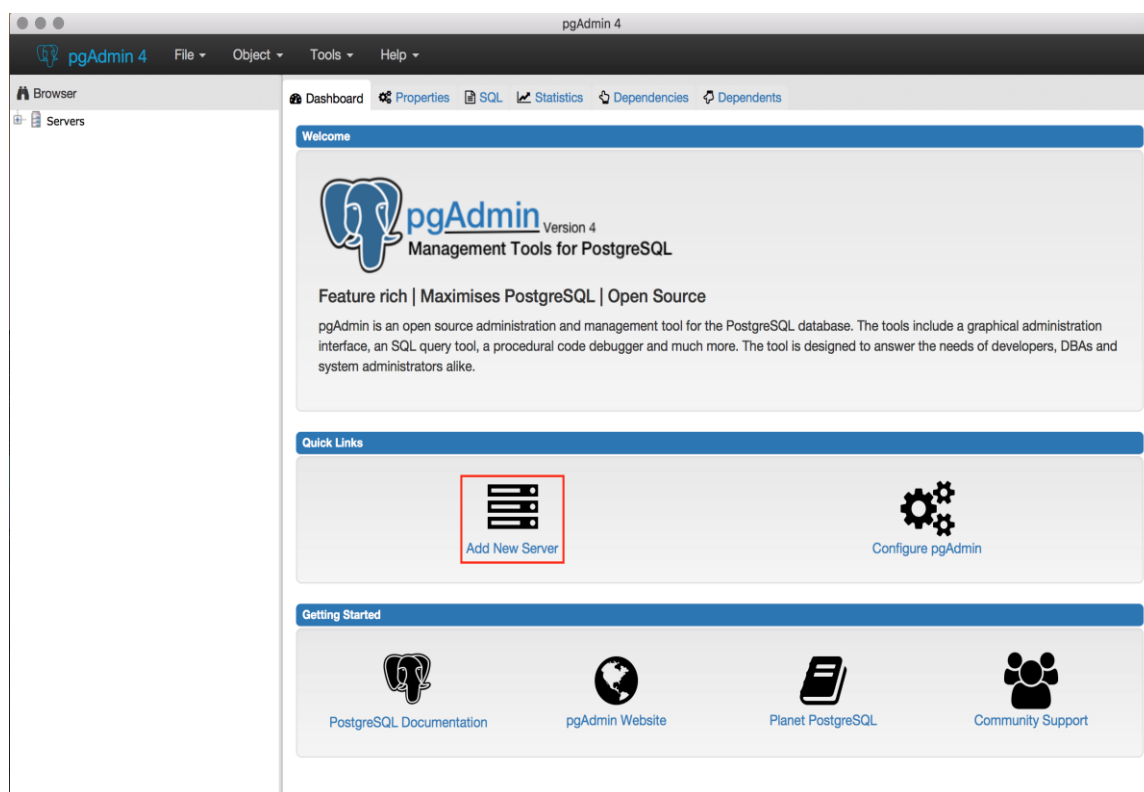 pgAdmin 4
pgAdmin 4 File Object Tools Help
Browser
Servers
Dashboard Properties SQL Statistics Dependencies Dependents
Welcome
pgAdmin Version 4
Management Tools for PostgreSQL
Feature rich | Maximises PostgreSQL | Open Source
pgAdmin is an open source administration and management tool for the PostgreSQL database. The tools include a graphical administration
interface, an SQL query tool, a procedural code debugger and much more. The tool is designed to answer the needs of developers, DBAs and
system administrators alike.
Quick Links
Add New Server Configure pgAdmin
Getting Started
PostgreSQL Documentation pgAdmin Website Planet PostgreSQL Community Support